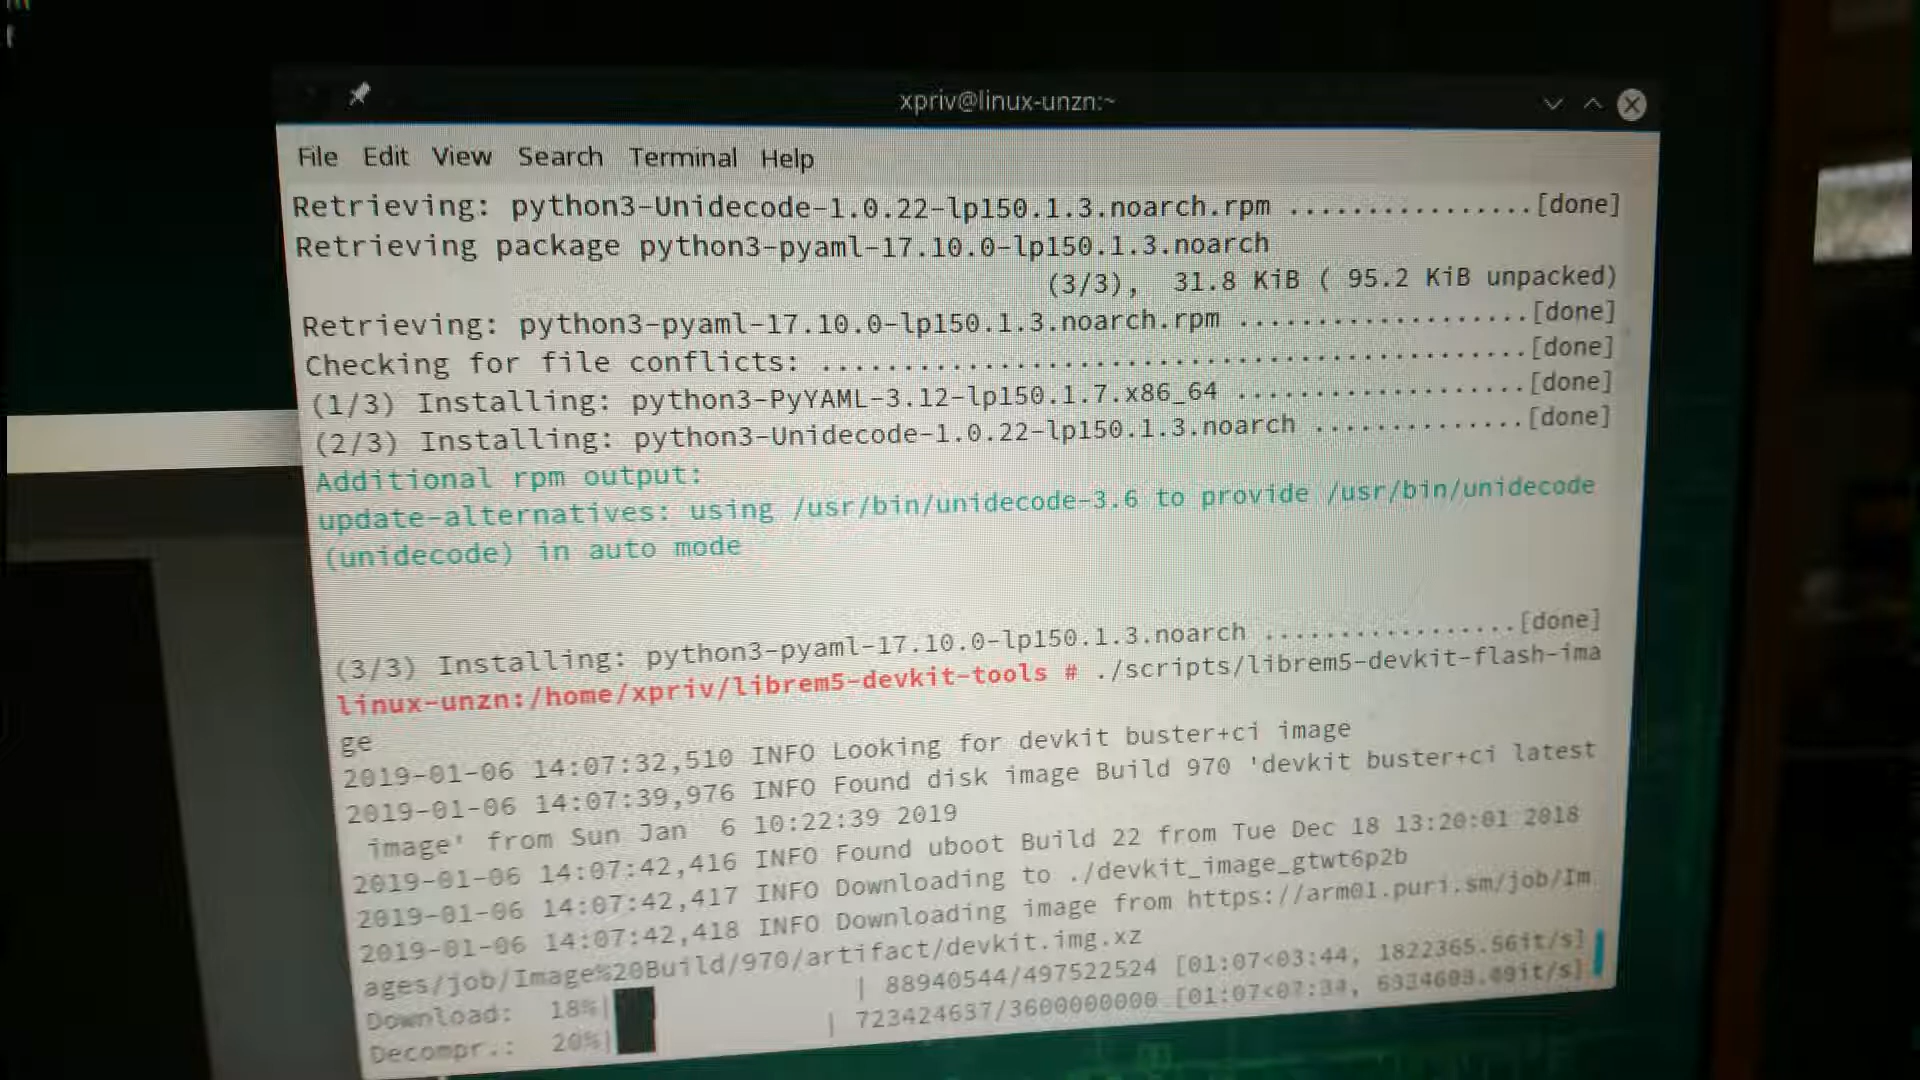 xpriv@linux-unzn:~
File Edit View Search Terminal Help
Retrieving: python3-Unidecode-1.0.22-lp150.1.3.noarch.rpm ................[done]
Retrieving package python3-pyaml-17.10.0-lp150.1.3.noarch
(3/3), 31.8 KiB ( 95.2 KiB unpacked)
Retrieving: python3-pyaml-17.10.0-lp150.1.3.noarch.rpm ...................[done]
Checking for file conflicts: .............................................[done]
(1/3) Installing: python3-PyYAML-3.12-lp150.1.7.x86_64 ...................[done]
(2/3) Installing: python3-Unidecode-1.0.22-lp150.1.3.noarch ..............[done]
Additional rpm output:
update-alternatives: using /usr/bin/unidecode-3.6 to provide /usr/bin/unidecode
(unidecode) in auto mode
(3/3) Installing: python3-pyaml-17.10.0-lp150.1.3.noarch .................[done]
linux-unzn:/home/xpriv/librem5-devkit-tools # ./scripts/librem5-devkit-flash-ima
ge
2019-01-06 14:07:32,510 INFO Looking for devkit buster+ci image
2019-01-06 14:07:39,976 INFO Found disk image Build 970 'devkit buster+ci latest
image' from Sun Jan  6 10:22:39 2019
2019-01-06 14:07:42,416 INFO Found uboot Build 22 from Tue Dec 18 13:20:01 2018
2019-01-06 14:07:42,417 INFO Downloading to ./devkit_image_gtwt6p2b
2019-01-06 14:07:42,418 INFO Downloading image from https://arm01.puri.sm/job/Im
ages/job/Image%20Build/970/artifact/devkit.img.xz
Download: 18%| | 88940544/497522524 [01:07<03:44, 1822365.56it/s]
Decompr.: 20%| | 723424637/3600000000